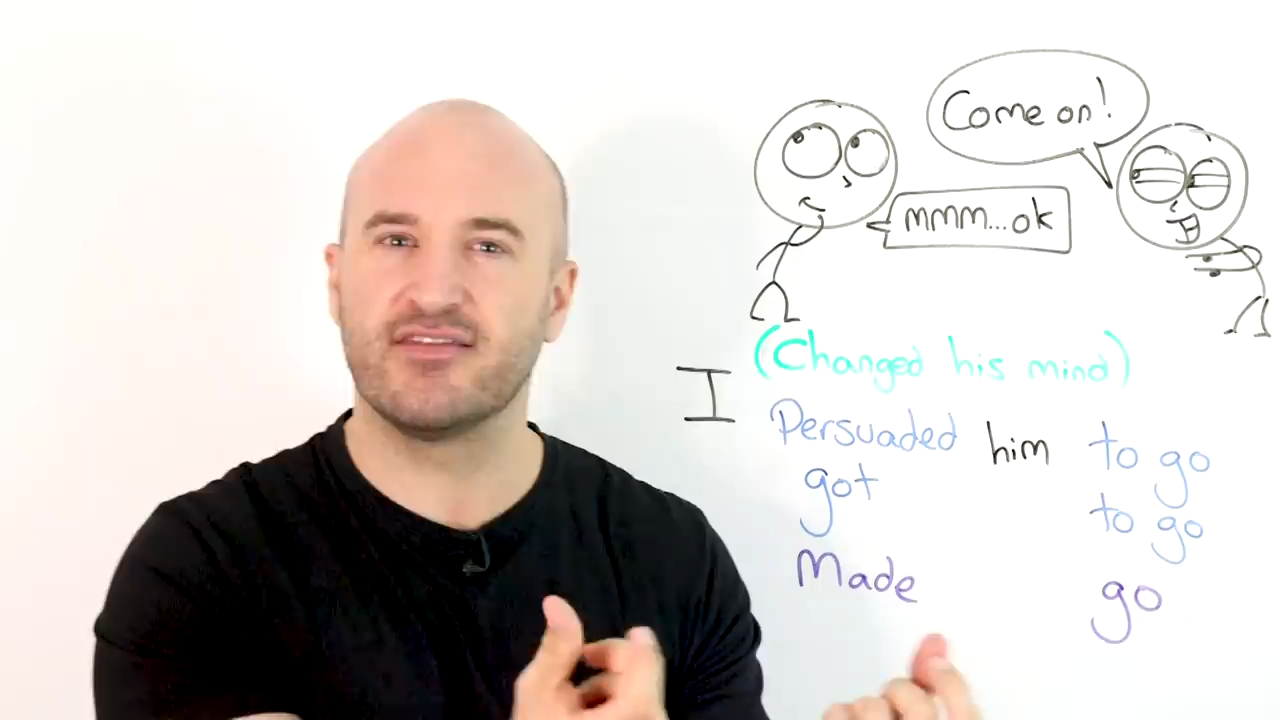 Come on!
mmm...ok
(Changed his mind)
I Persuaded him to go
got to go
Made go